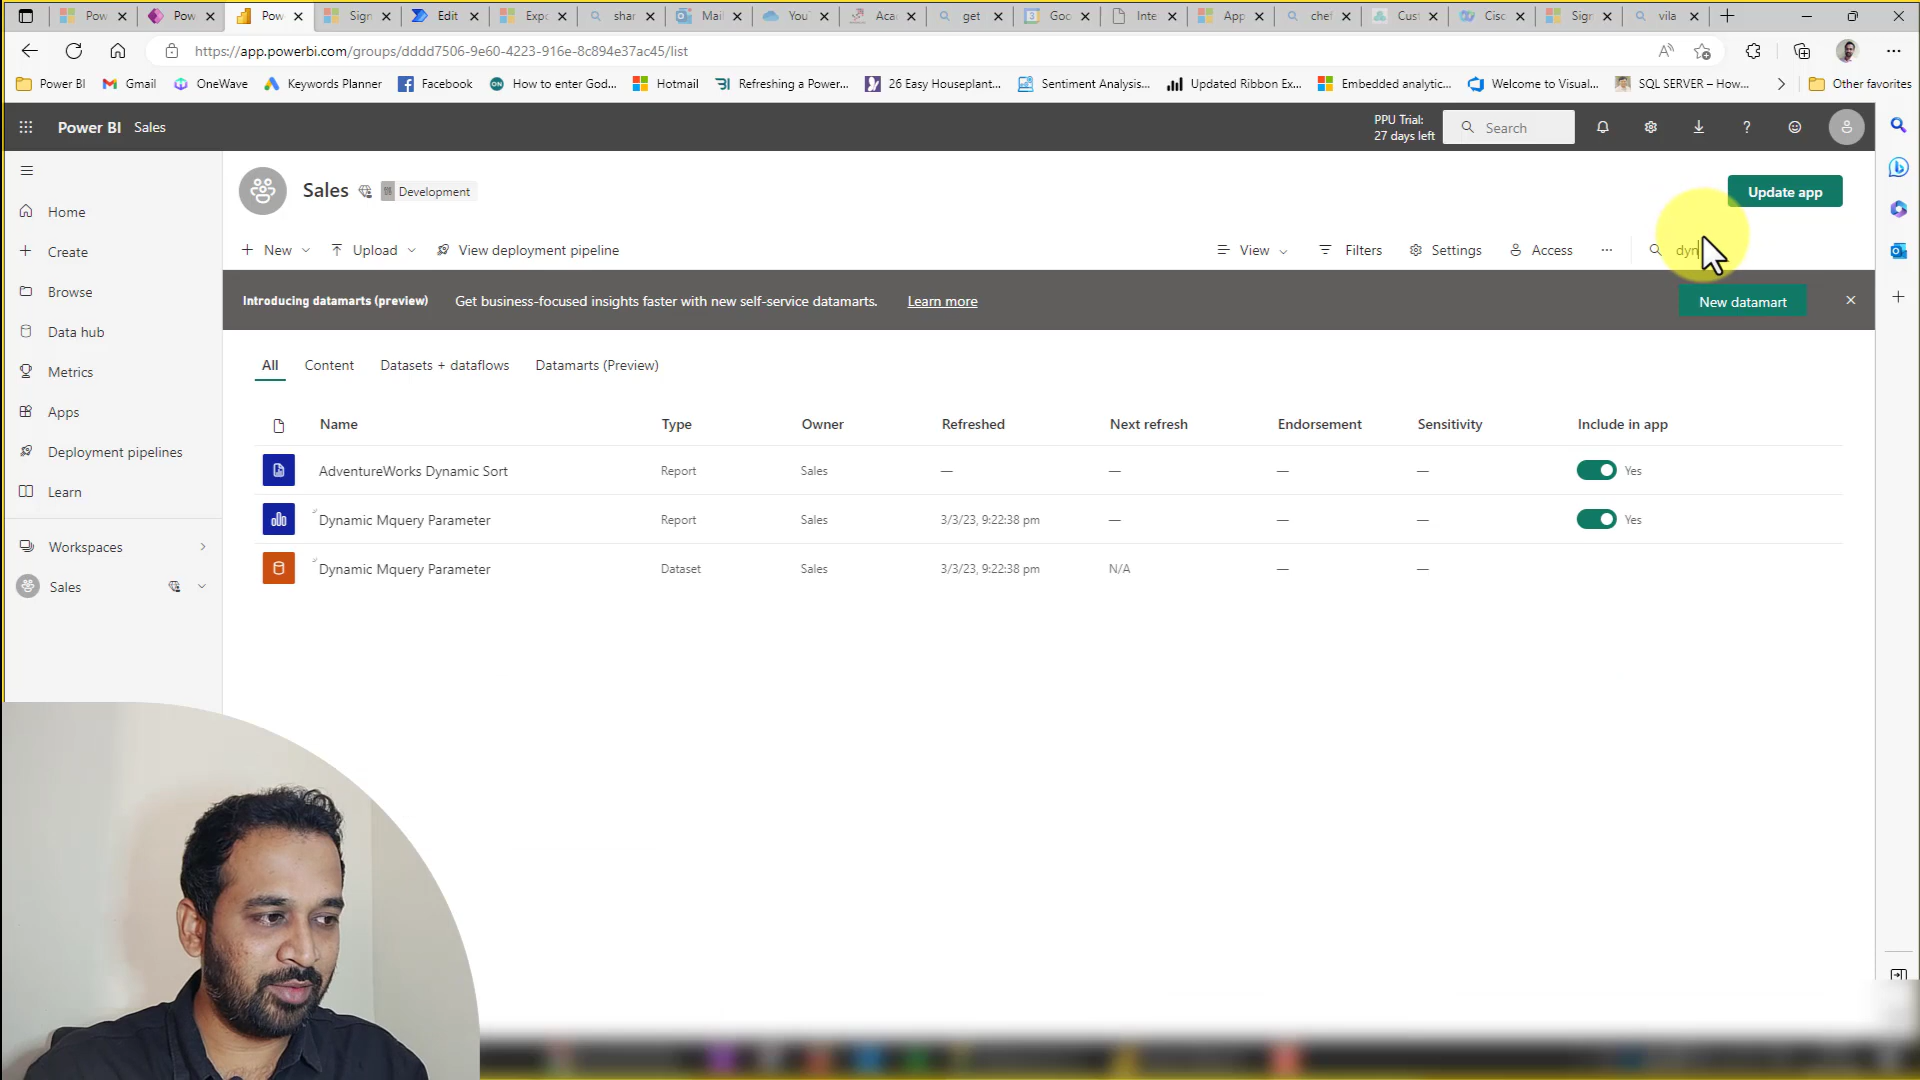 Pow
Pow
Pow
Sign
Edit
Expo
shar
Mail
YouT
Acad
get
Goo
Inte
App
chef
Cust
Cisc
Sign
vila
https://app.powerbi.com/groups/dddd7506-9e60-4223-916e-8c894e37ac45/list
Power BI
Gmail
OneWave
Keywords Planner
Facebook
How to enter God...
Hotmail
Refreshing a Power...
26 Easy Houseplant...
Sentiment Analysis...
Updated Ribbon Ex...
Embedded analytic...
Welcome to Visual...
SQL SERVER – How...
Other favorites
Power BI Sales
PPU Trial:
27 days left
Search
Home
Create
Browse
Data hub
Metrics
Apps
Deployment pipelines
Learn
Workspaces
Sales
Sales
Development
Update app
New
Upload
View deployment pipeline
View
Filters
Settings
Access
dyn
Introducing datamarts (preview) Get business-focused insights faster with new self-service datamarts. Learn more
New datamart
All Content Datasets + dataflows Datamarts (Preview)
Name Type Owner Refreshed Next refresh Endorsement Sensitivity Include in app
AdventureWorks Dynamic Sort Report Sales — — — — Yes
Dynamic Mquery Parameter Report Sales 3/3/23, 9:22:38 pm — — — Yes
Dynamic Mquery Parameter Dataset Sales 3/3/23, 9:22:38 pm N/A — —